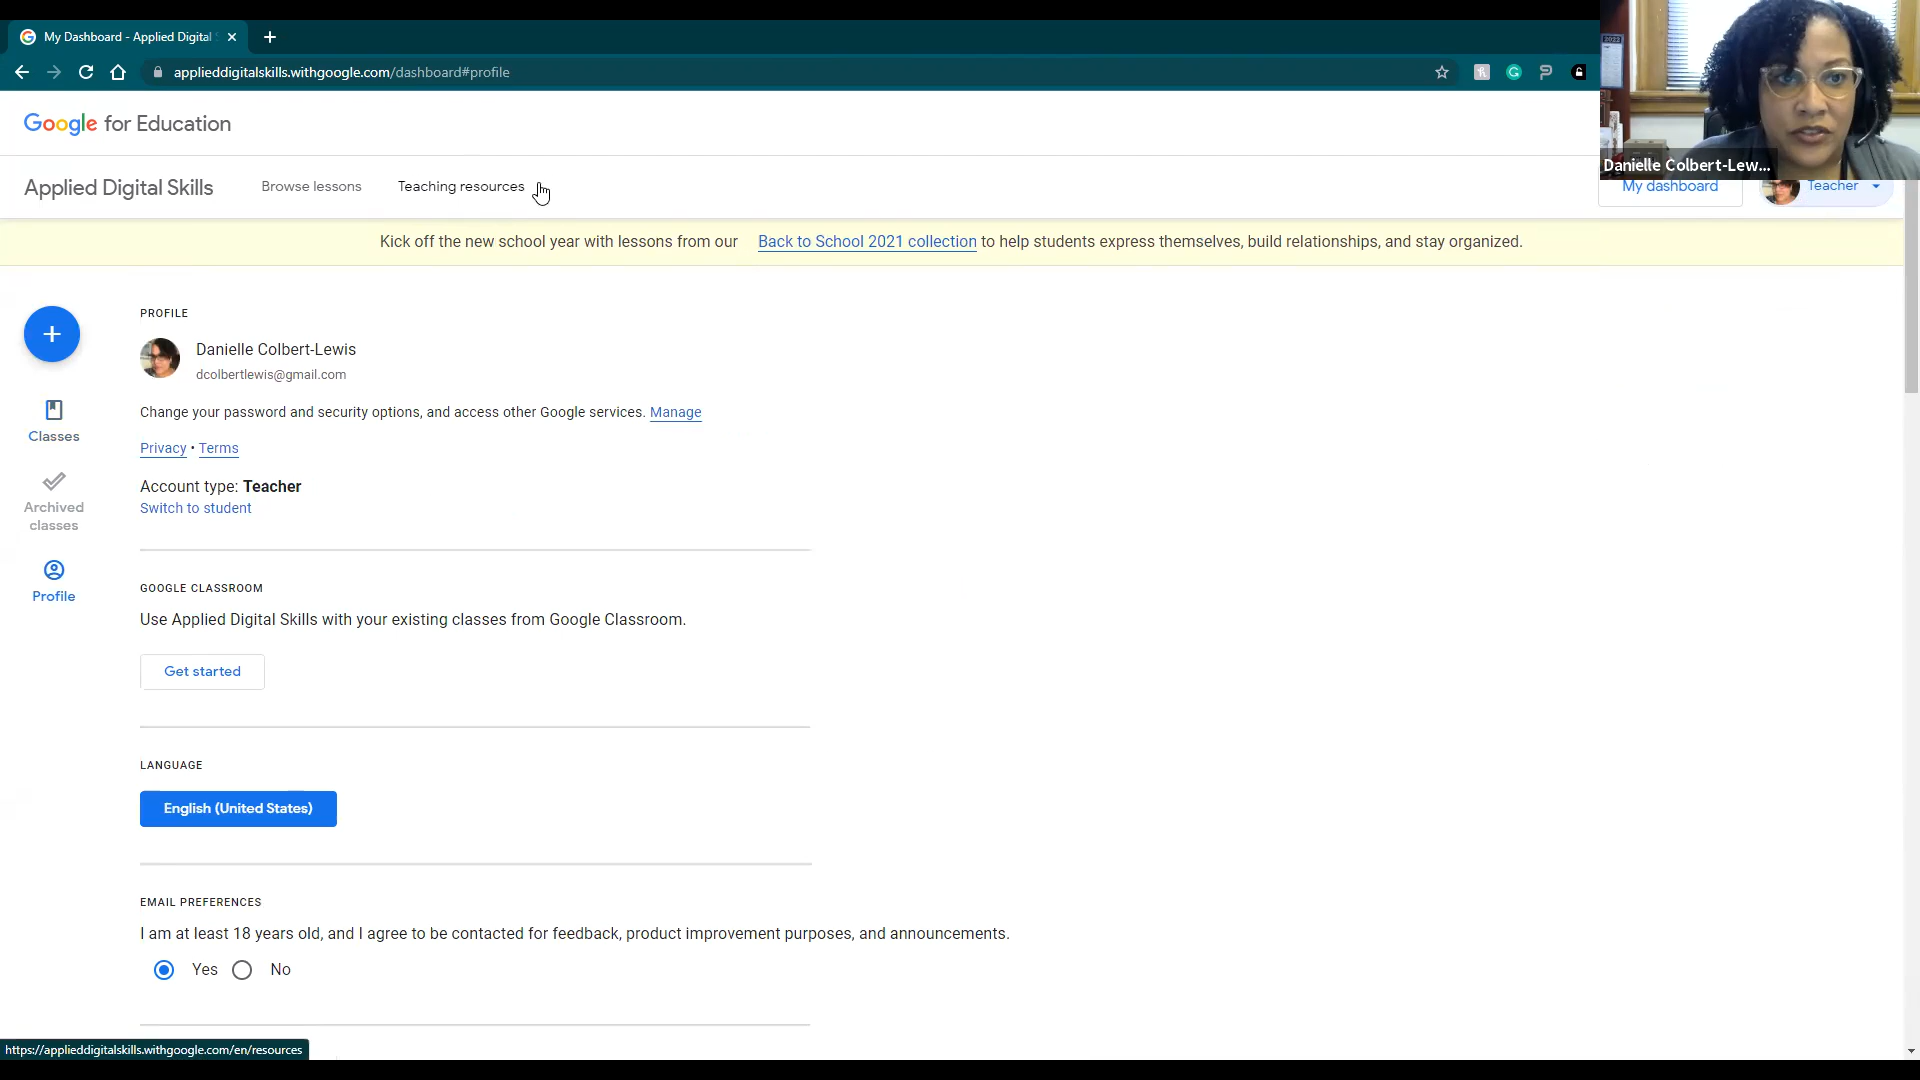 My Dashboard - Applied Digital
applieddigitalskills.withgoogle.com/dashboard#profile
Google for Education
Danielle Colbert-Lew...
Applied Digital Skills Browse lessons Teaching resources My dashboard Teacher
Kick off the new school year with lessons from our Back to School 2021 collection to help students express themselves, build relationships, and stay organized.
PROFILE
Danielle Colbert-Lewis
dcolbertlewis@gmail.com
Change your password and security options, and access other Google services. Manage
Privacy • Terms
Account type: Teacher
Switch to student
Classes
Archived
classes
Profile
GOOGLE CLASSROOM
Use Applied Digital Skills with your existing classes from Google Classroom.
Get started
LANGUAGE
English (United States)
EMAIL PREFERENCES
I am at least 18 years old, and I agree to be contacted for feedback, product improvement purposes, and announcements.
Yes No
https://applieddigitalskills.withgoogle.com/en/resources